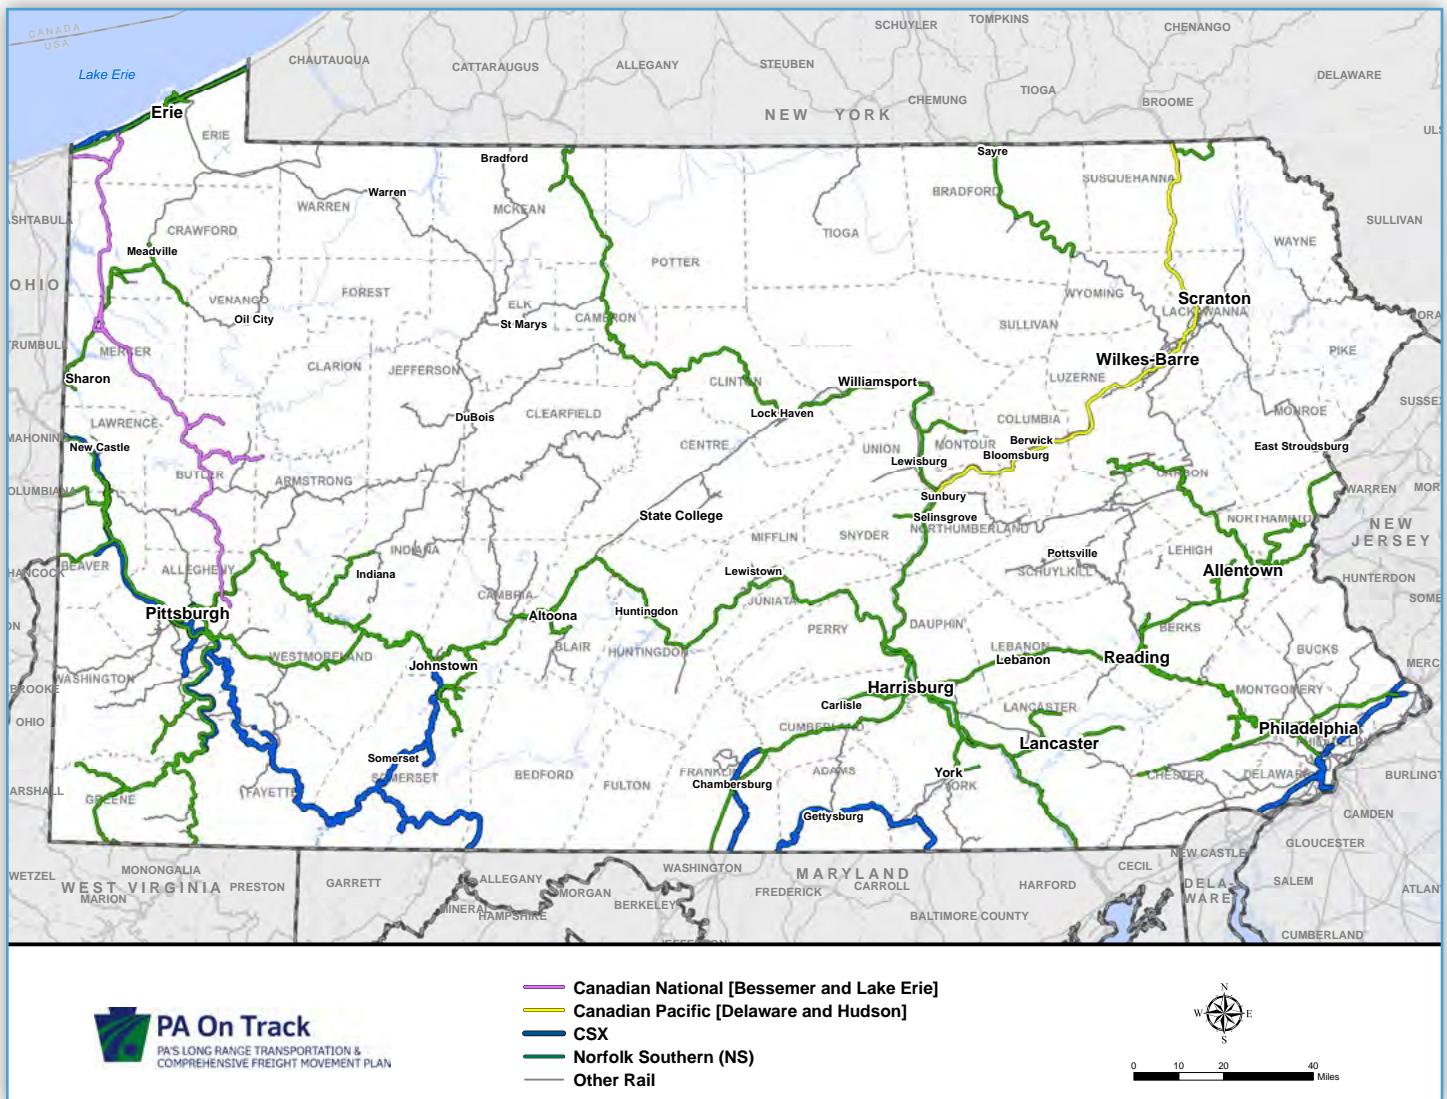 CANADA
USA
Lake Erie
CHAUTAUQUA
CATTARAUGUS
ALLEGANY
STEUBEN
SCHUYLER
TOMPKINS
CHENANGO
CHEMUNG
TIOGA
BROOME
DELAWARE
NEW YORK
Erie
ERIE
Bradford
Sayre
Warren
WARREN
MCKEAN
BRADFORD
SUSQUEHANNA
SULLIVAN
CRAWFORD
TIOGA
WAYNE
Meadville
POTTER
OHIO
FOREST
VENANGO
Oil City
ELK
St Marys
CAMERON
WYOMING
SULLIVAN
Scranton
LACKAWANNA
MERCER
Wilkes-Barre
PIKE
Sharon
CLARION
JEFFERSON
CLINTON
Williamsport
LUZERNE
LAWRENCE
DuBois
CLEARFIELD
Lock Haven
COLUMBIA
MONROE
New Castle
CENTRE
UNION
MONTOUR
Berwick
Bloomsburg
East Stroudsburg
Lewisburg
BUTLER
ARMSTRONG
CARBON
WARREN
Sunbury
State College
Selinsgrove
NORTHUMBERLAND
NORTHAMPTON
NEW
JERSEY
MIFFLIN
SNYDER
INDIANA
Pottsville
LEHIGH
BEAVER
ALLEGHENY
Indiana
Lewistown
SCHUYLKILL
Allentown
HANCOCK
HUNTERDON
CAMBRIA
JUNIATA
Pittsburgh
Altoona
Huntingdon
PERRY
DAUPHIN
BERKS
BLAIR
HUNTINGDON
LEBANON
Lebanon
Reading
BUCKS
WESTMORELAND
Johnstown
WASHINGTON
BROOKE
Harrisburg
MONTGOMERY
OHIO
Carlisle
LANCASTER
CUMBERLAND
Philadelphia
Lancaster
Somerset
SOMERSET
BEDFORD
FULTON
FRANKLIN
Chambersburg
ADAMS
York
YORK
CHESTER
DELAWARE
GREENE
FAYETTE
Gettysburg
CAMDEN
GLOUCESTER
WETZEL
MONONGALIA
WEST VIRGINIA
MARION
PRESTON
GARRETT
ALLEGANY
MINERAL
HAMPSHIRE
MORGAN
BERKELEY
WASHINGTON
MARYLAND
FREDERICK
CARROLL
BALTIMORE COUNTY
HARFORD
CECIL
NEW CASTLE
DELA-
WARE
SALEM
CUMBERLAND
PA On Track
PA'S LONG RANGE TRANSPORTATION &
COMPREHENSIVE FREIGHT MOVEMENT PLAN
Canadian National [Bessemer and Lake Erie]
Canadian Pacific [Delaware and Hudson]
CSX
Norfolk Southern (NS)
Other Rail
N
W E
S
0 10 20 40
Miles